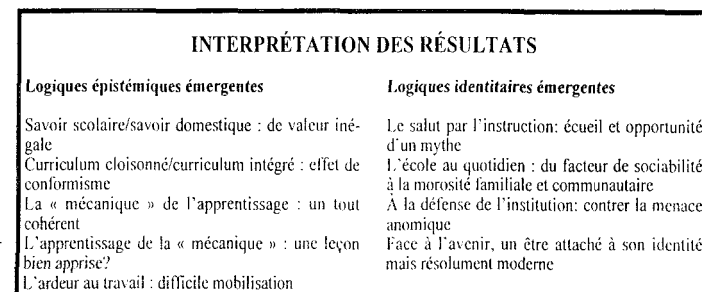 INTERPRÉTATION DES RÉSULTATS
Logiques épistémiques émergentes
Savoir scolaire/savoir domestique : de valeur iné-
gale
Curriculum cloisonné/curriculum intégré : effet de
conformisme
La « mécanique » de l'apprentissage : un tout
cohérent
L'apprentissage de la « mécanique » : une leçon
bien apprise?
L'ardeur au travail : difficile mobilisation
Logiques identitaires émergentes
Le salut par l'instruction: écueil et opportunité
d'un mythe
L'école au quotidien : du facteur de sociabilité
à la morosité familiale et communautaire
À la défense de l'institution: contrer la menace
anomique
Face à l'avenir, un être attaché à son identité
mais résolument moderne